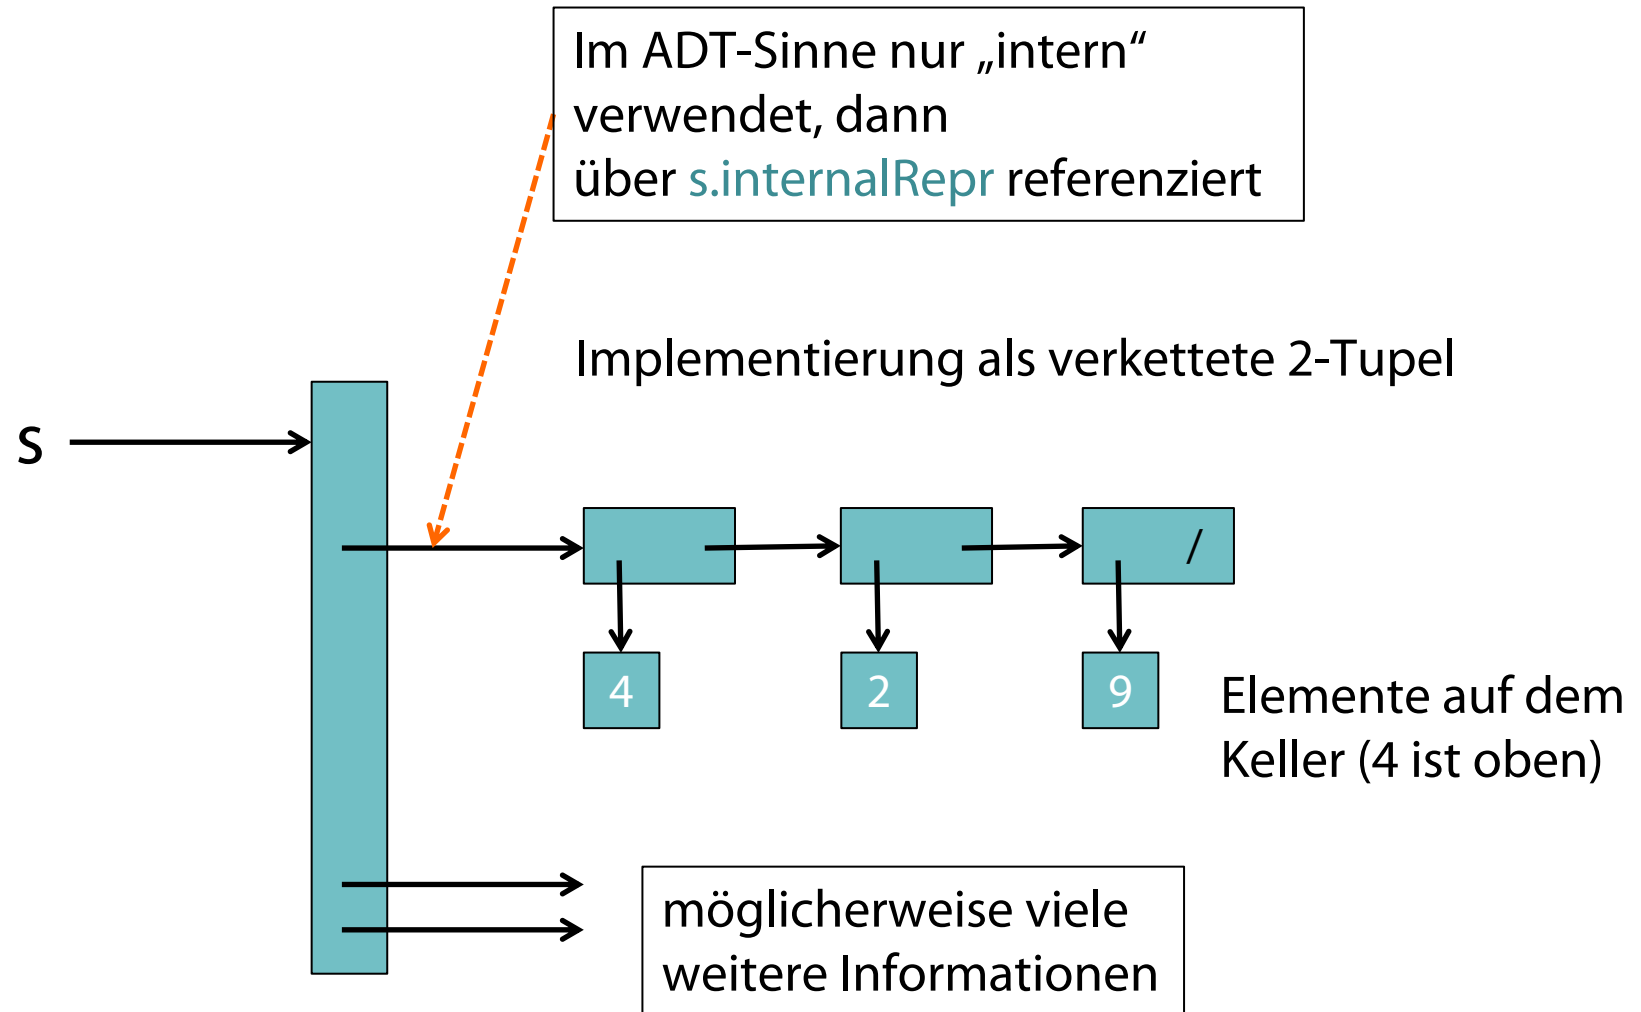 Im ADT-Sinne nur „intern“
verwendet, dann
über s.internalRepr referenziert
Implementierung als verkettete 2-Tupel
s
/
4
2
9
Elemente auf dem
Keller (4 ist oben)
möglicherweise viele
weitere Informationen